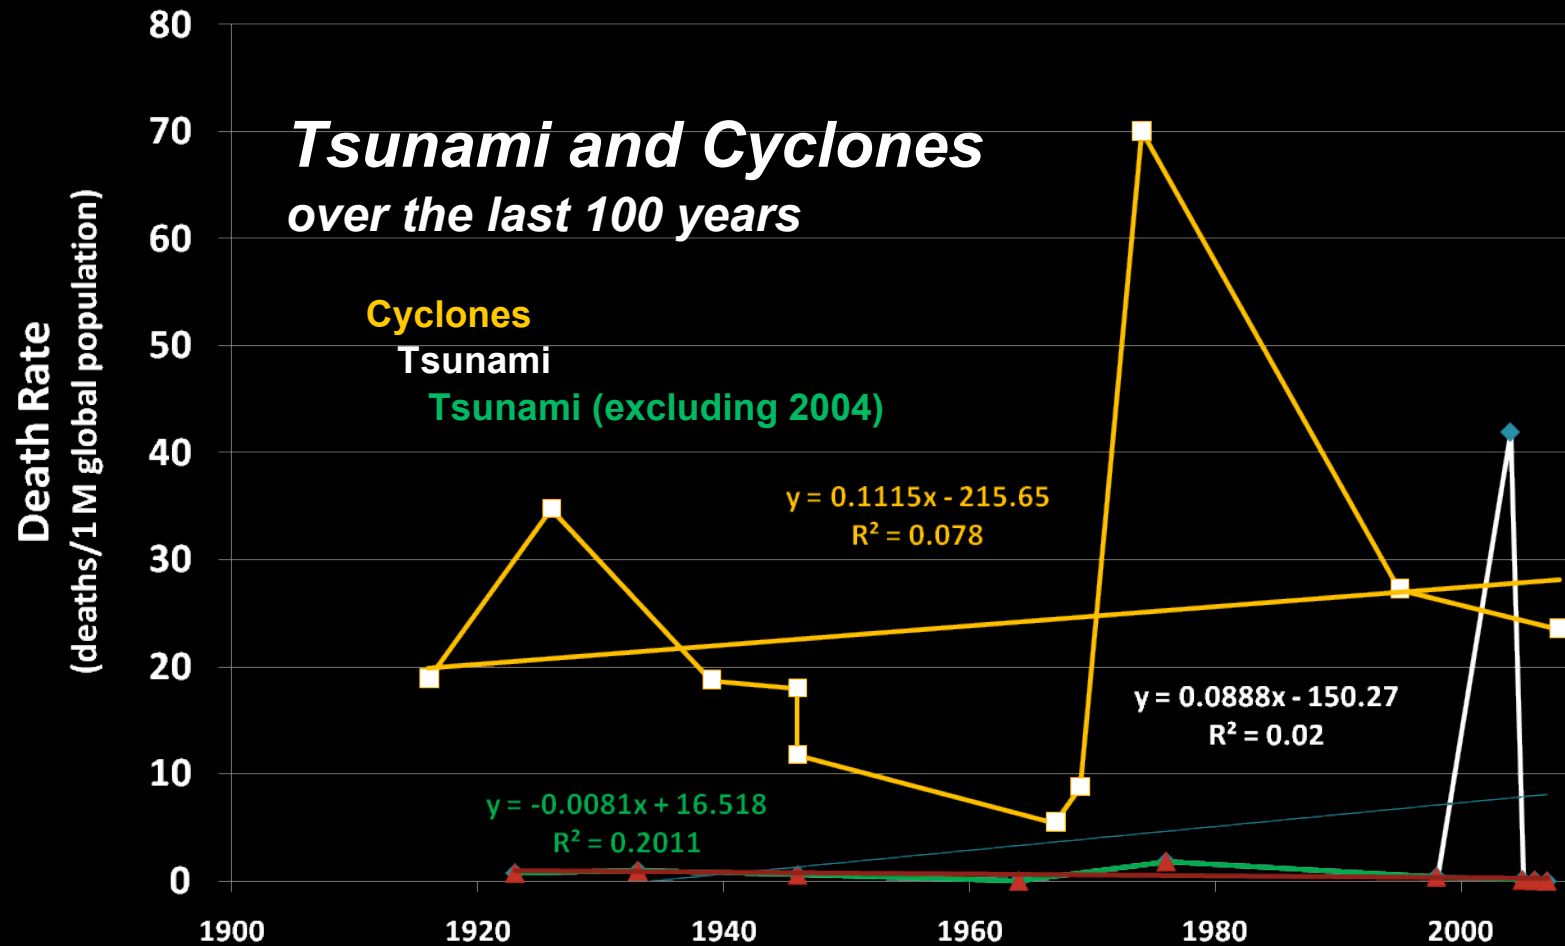 80
70
60
50
40
30
20
10
0
Death Rate
(deaths/1 M global population)
Tsunami and Cyclones
over the last 100 years
Cyclones
Tsunami
Tsunami (excluding 2004)
y = 0.1115x - 215.65
R² = 0.078
y = 0.0888x - 150.27
R² = 0.02
y = -0.0081x + 16.518
R² = 0.2011
1900 1920 1940 1960 1980 2000